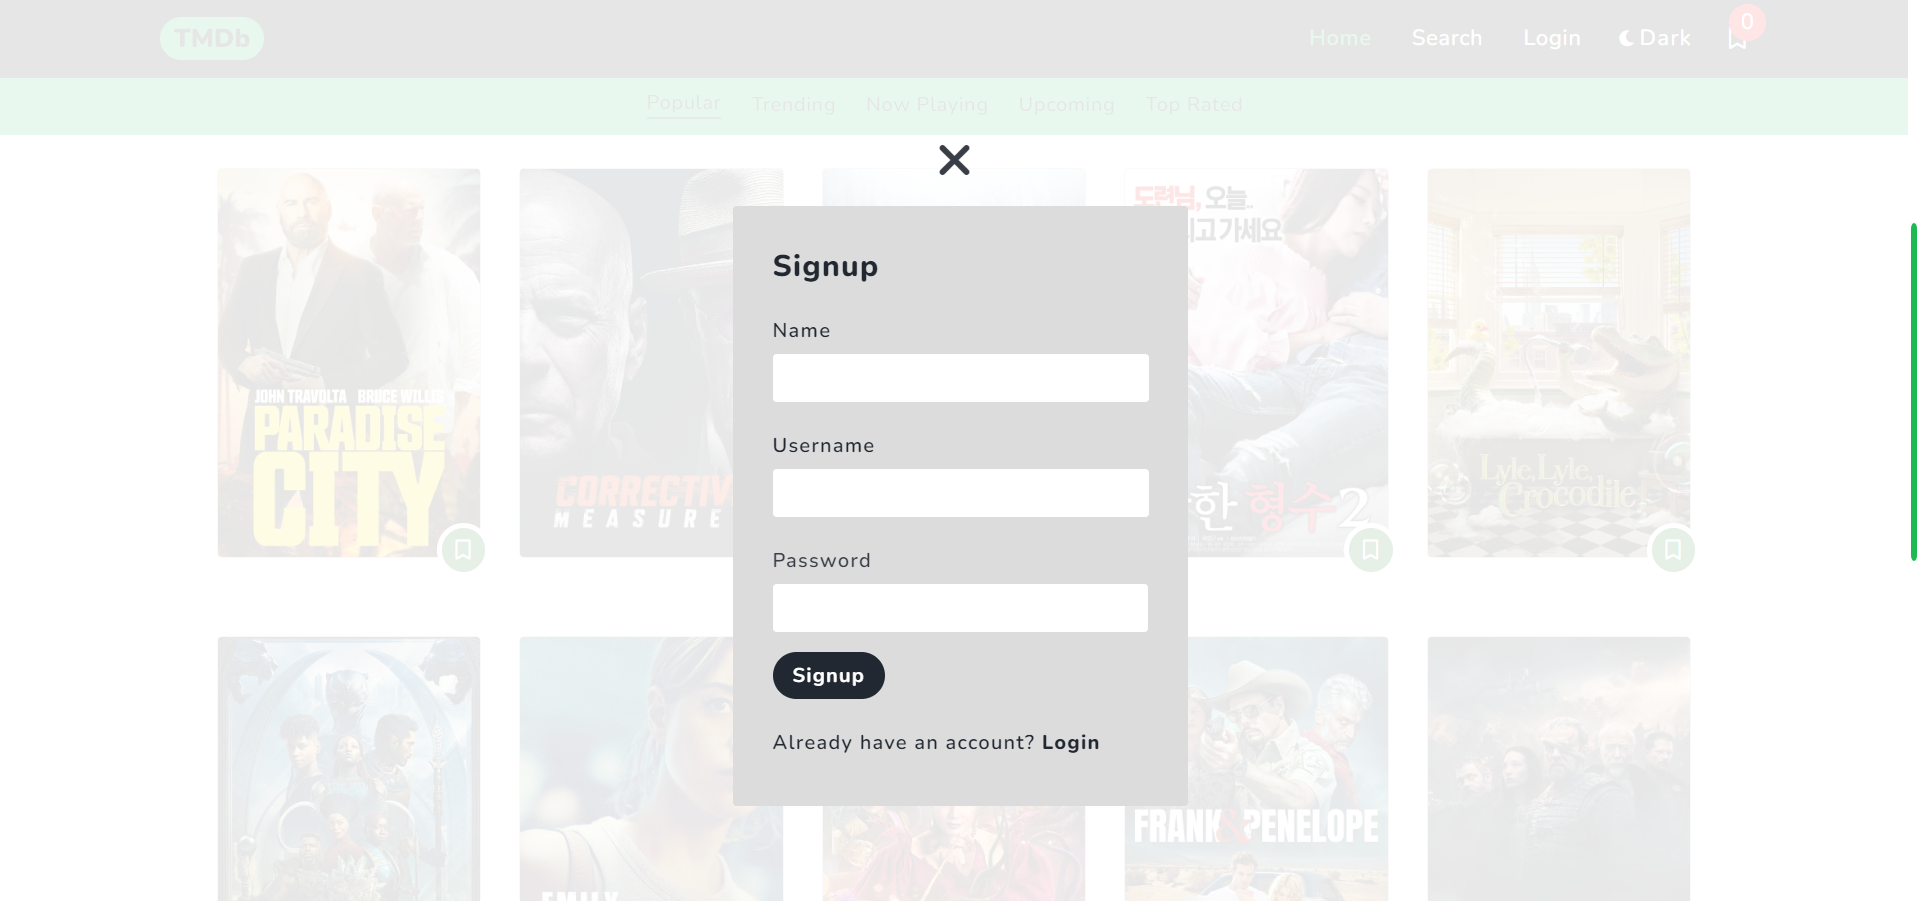 TMDb
Home Search Login Dark 0
Popular Trending Now Playing Upcoming Top Rated
Signup
Name
Username
Password
Signup
Already have an account? Login
JOHN TRAVOLTA BRUCE WILLIS
PARADISE
CITY
CORRECTIV
MEASURE
도련님, 오늘..
고 가세요
한 형수2
Lyle, Lyle,
Crocodile
EMILY
FRANK & PENELOPE